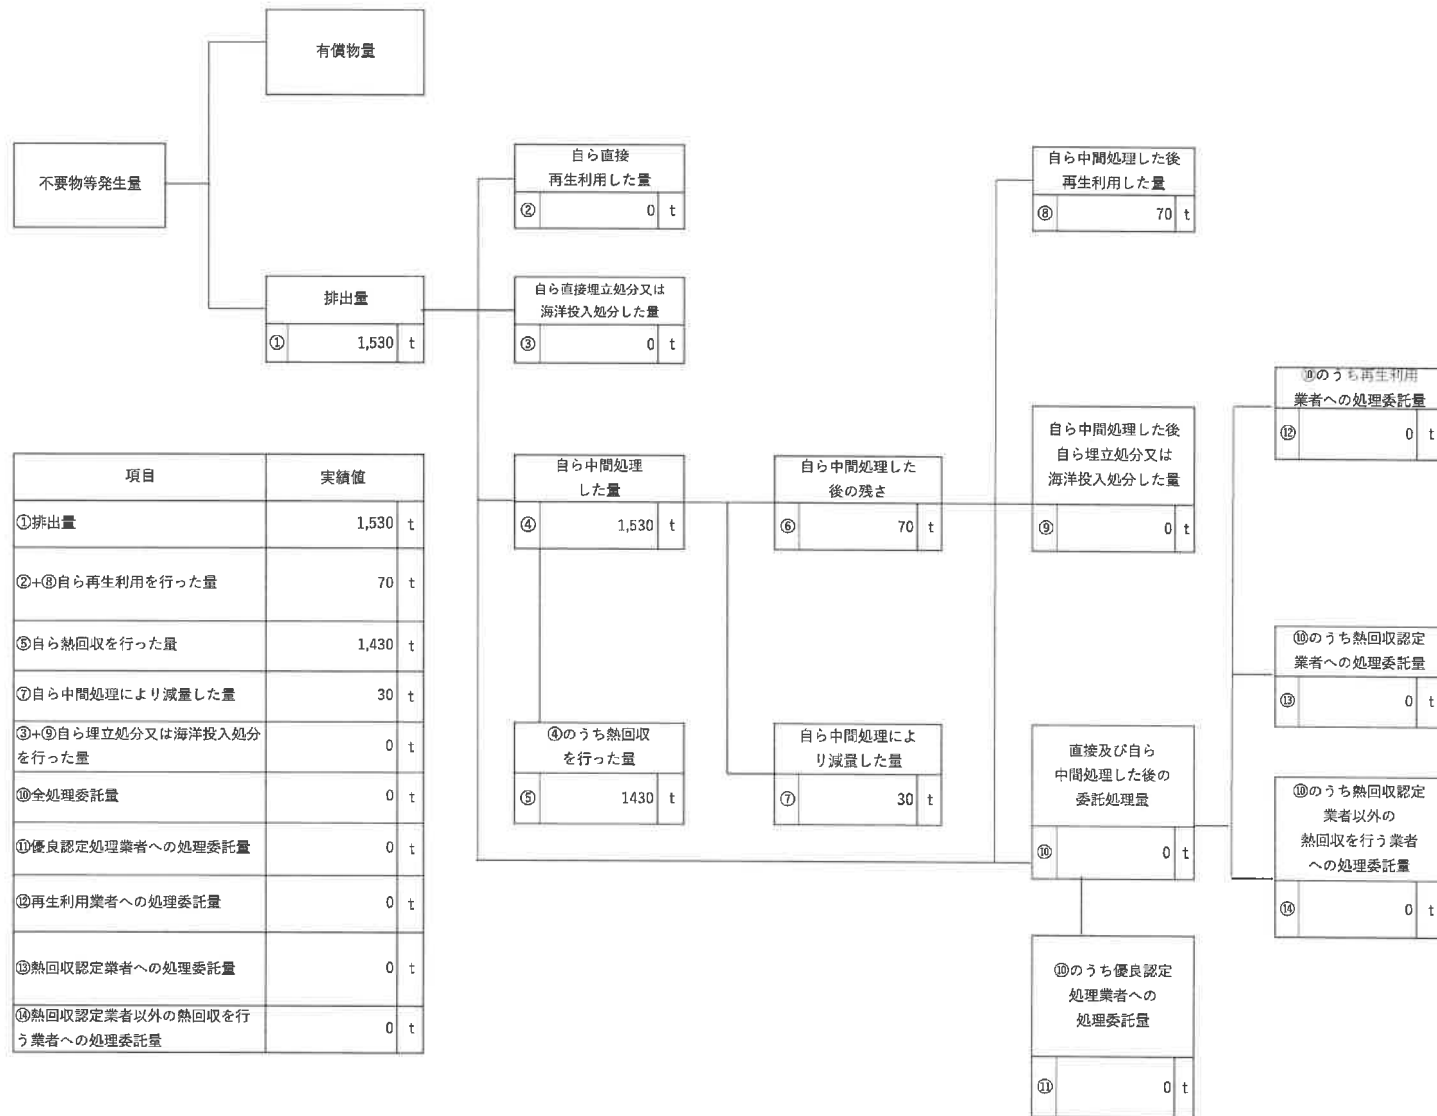 有償物量
不要物等発生量
自ら直接
再生利用した量
② 0 t
自ら中間処理した後
再生利用した量
⑧ 70 t
排出量
① 1,530 t
自ら直接埋立処分又は
海洋投入処分した量
③ 0 t
⑩のうち再生利用
業者への処理委託量
⑫ 0 t
自ら中間処理
した量
④ 1,530 t
自ら中間処理した
後の残さ
⑥ 70 t
自ら中間処理した後
自ら埋立処分又は
海洋投入処分した量
⑨ 0 t
⑩のうち熱回収認定
業者への処理委託量
⑬ 0 t
④のうち熱回収
を行った量
⑤ 1430 t
自ら中間処理によ
り減量した量
⑦ 30 t
直接及び自ら
中間処理した後の
委託処理量
⑩ 0 t
⑩のうち熱回収認定
業者以外の
熱回収を行う業者
への処理委託量
⑭ 0 t
⑩のうち優良認定
処理業者への
処理委託量
⑪ 0 t
項目 実績値
①排出量 1,530 t
②+⑧自ら再生利用を行った量 70 t
⑤自ら熱回収を行った量 1,430 t
⑦自ら中間処理により減量した量 30 t
③+⑨自ら埋立処分又は海洋投入処分
を行った量 0 t
⑩全処理委託量 0 t
⑪優良認定処理業者への処理委託量 0 t
⑫再生利用業者への処理委託量 0 t
⑬熱回収認定業者への処理委託量 0 t
⑭熱回収認定業者以外の熱回収を行
う業者への処理委託量 0 t